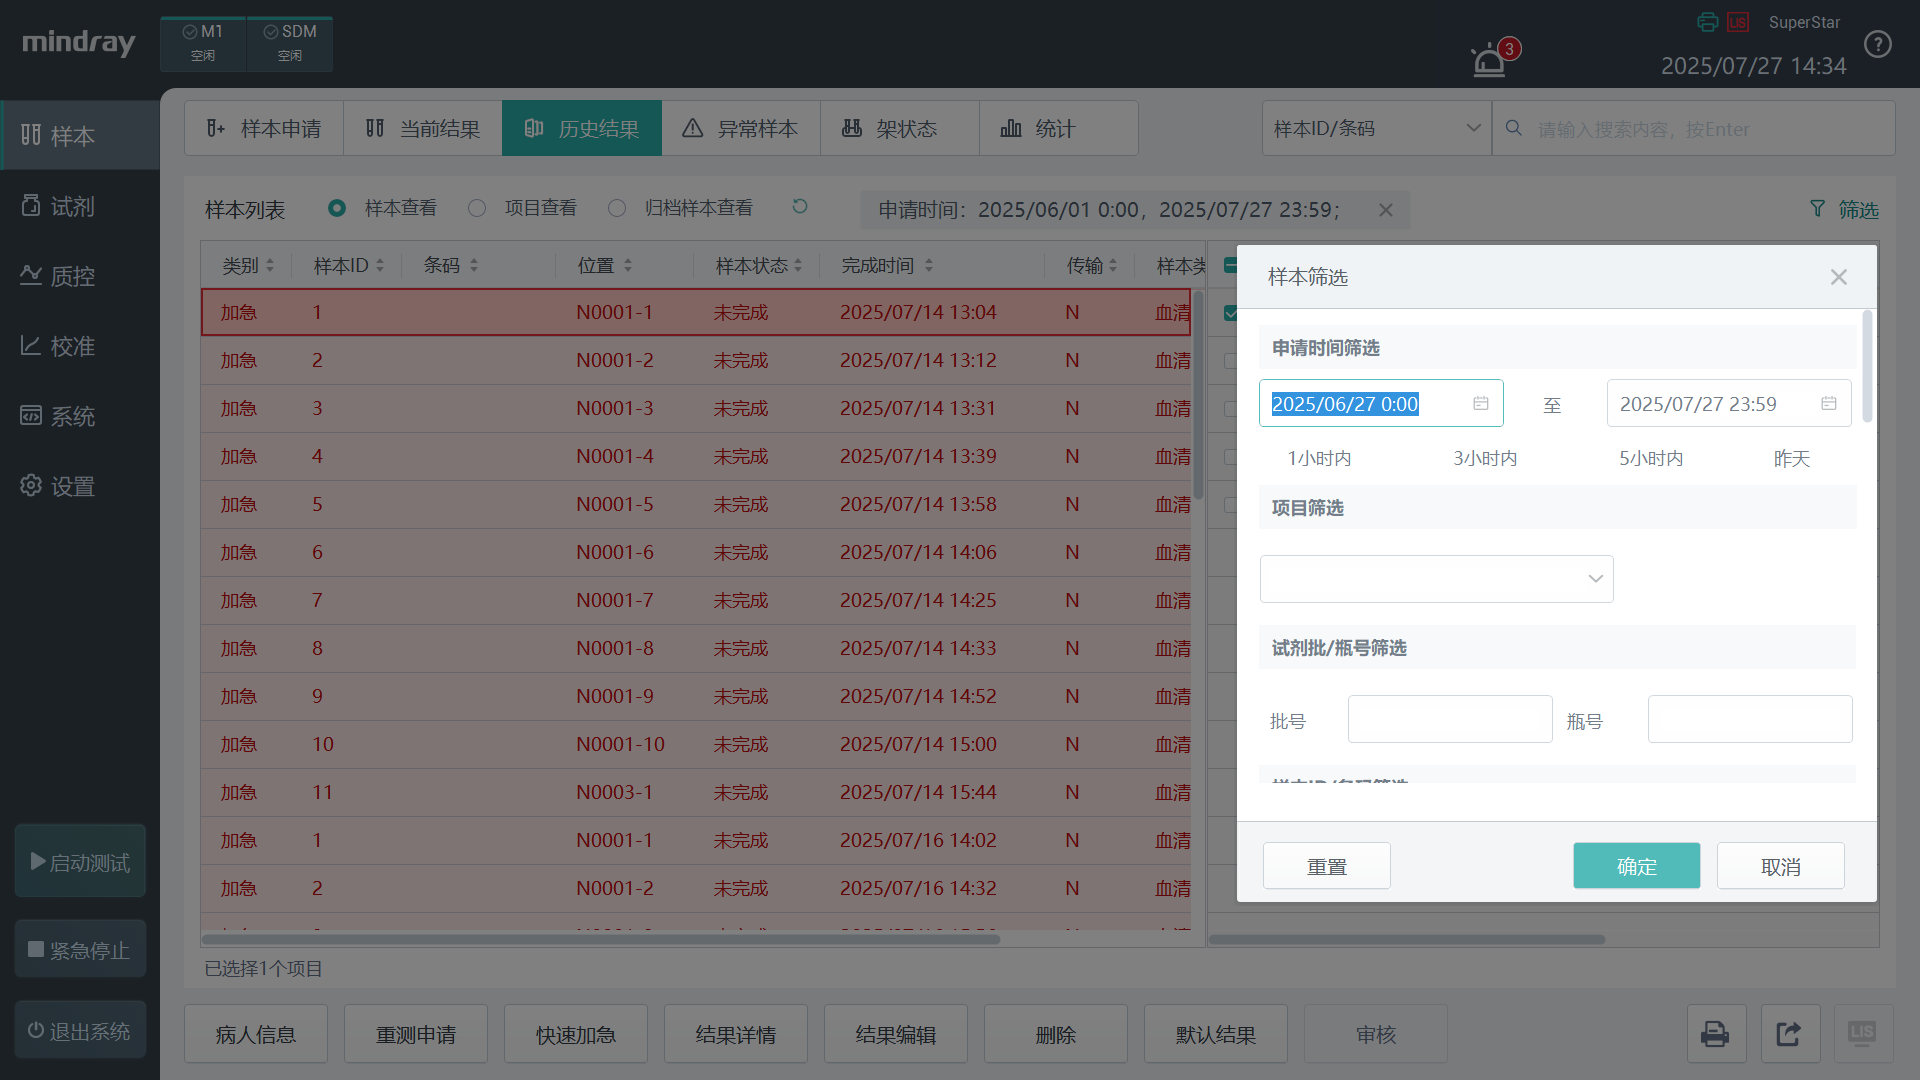 mindray
M1
空闲
SDM
空闲
3
LIS
SuperStar
2025/07/27 14:34
样本
试剂
质控
校准
系统
设置
启动测试
紧急停止
退出系统
样本申请
当前结果
历史结果
异常样本
架状态
统计
样本ID/条码
请输入搜索内容，按Enter
样本列表
样本查看
项目查看
归档样本查看
申请时间：2025/06/01 0:00，2025/07/27 23:59；
筛选
类别 样本ID 条码 位置 样本状态 完成时间 传输 样本类
加急 1 N0001-1 未完成 2025/07/14 13:04 N 血清
加急 2 N0001-2 未完成 2025/07/14 13:12 N 血清
加急 3 N0001-3 未完成 2025/07/14 13:31 N 血清
加急 4 N0001-4 未完成 2025/07/14 13:39 N 血清
加急 5 N0001-5 未完成 2025/07/14 13:58 N 血清
加急 6 N0001-6 未完成 2025/07/14 14:06 N 血清
加急 7 N0001-7 未完成 2025/07/14 14:25 N 血清
加急 8 N0001-8 未完成 2025/07/14 14:33 N 血清
加急 9 N0001-9 未完成 2025/07/14 14:52 N 血清
加急 10 N0001-10 未完成 2025/07/14 15:00 N 血清
加急 11 N0003-1 未完成 2025/07/14 15:44 N 血清
加急 1 N0001-1 未完成 2025/07/16 14:02 N 血清
加急 2 N0001-2 未完成 2025/07/16 14:32 N 血清
已选择1个项目
样本筛选
申请时间筛选
2025/06/27 0:00
至
2025/07/27 23:59
1小时内
3小时内
5小时内
昨天
项目筛选
试剂批/瓶号筛选
批号
瓶号
重置
确定
取消
病人信息
重测申请
快速加急
结果详情
结果编辑
删除
默认结果
审核
LIS